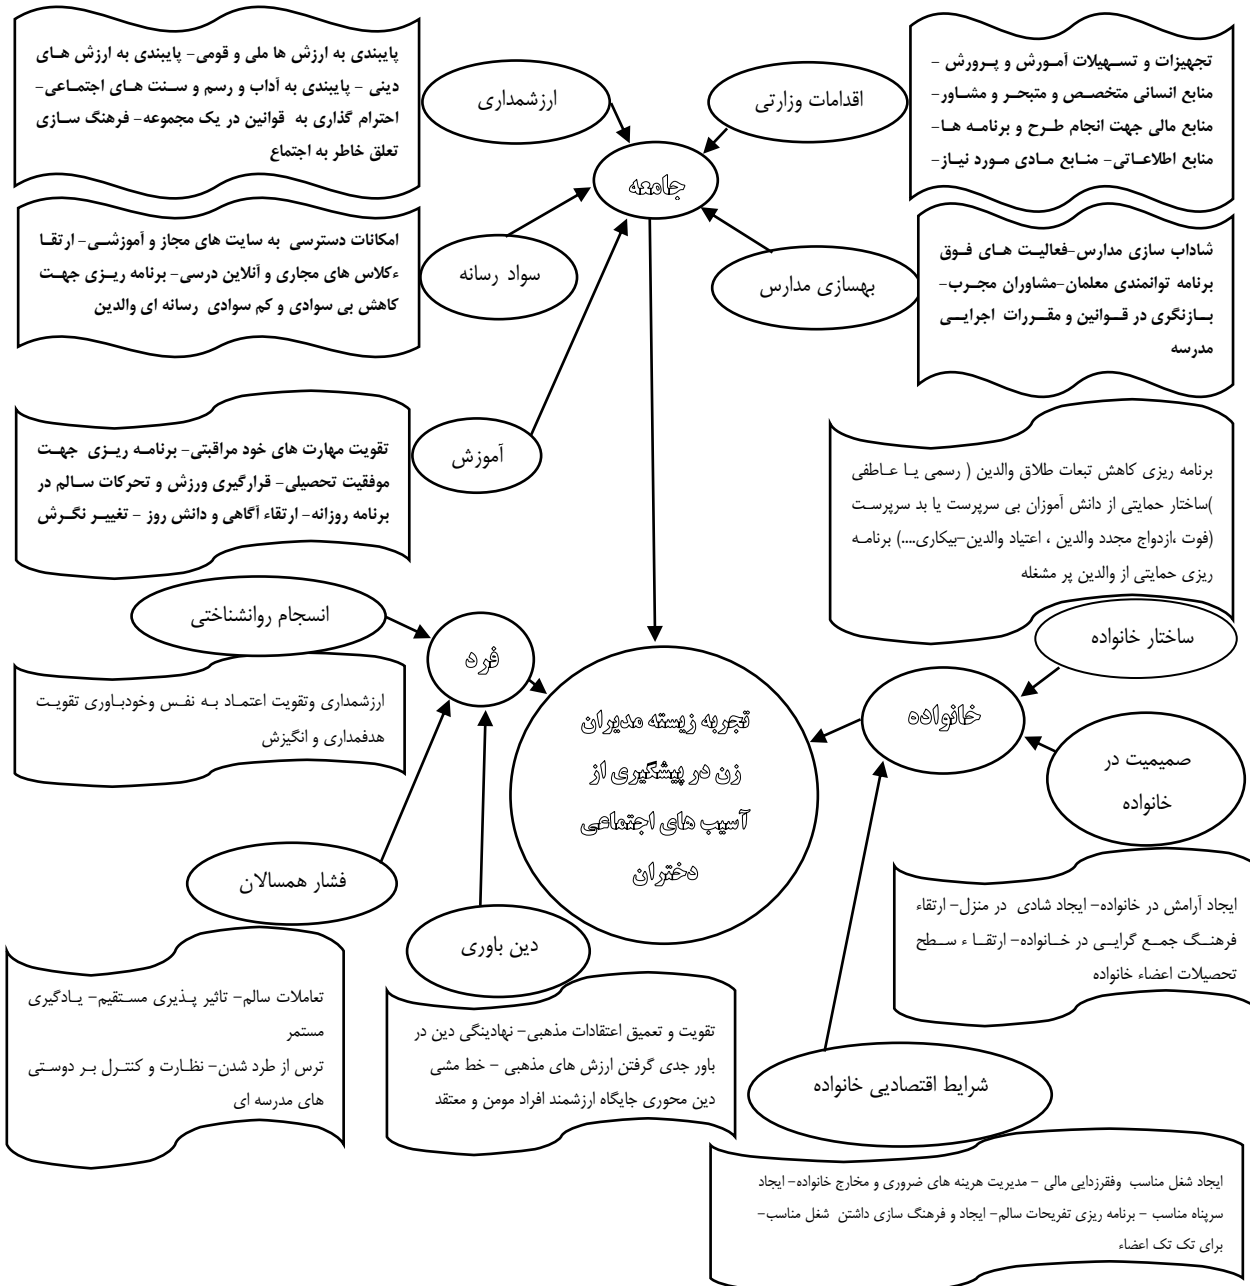 تجهیزات و تسهیلات آموزش و پرورش –
منابع انسانی متخصص و متبحر و مشاور–
منابع مالی جهت انجام طرح و برنامه ها–
منابع اطلاعاتی– منابع مادی مورد نیاز–
اقدامات وزارتی
ارزشمداری
پایبندی به ارزش ها ملی و قومی– پایبندی به ارزش های
دینی – پایبندی به آداب و رسم و سنت های اجتماعی–
احترام گذاری به قوانین در یک مجموعه– فرهنگ سازی
تعلق خاطر به اجتماع
جامعه
شاداب سازی مدارس–فعالیت های فوق
برنامه توانمندی معلمان–مشاوران مجرب–
بازنگری در قوانین و مقررات اجرایی
مدرسه
بهسازی مدارس
سواد رسانه
امکانات دسترسی به سایت های مجاز و آموزشی– ارتقا
ءکلاس های مجاری و آنلاین درسی– برنامه ریزی جهت
کاهش بی سوادی و کم سوادی رسانه ای والدین
آموزش
تقویت مهارت های خود مراقبتی– برنامه ریزی جهت
موفقیت تحصیلی– قرارگیری ورزش و تحرکات سالم در
برنامه روزانه– ارتقاء آگاهی و دانش روز – تغییر نگرش
برنامه ریزی کاهش تبعات طلاق والدین ( رسمی یا عاطفی
)ساختار حمایتی از دانش آموزان بی سرپرست یا بد سرپرست
(فوت ،ازدواج مجدد والدین ، اعتیاد والدین–بیکاری....) برنامه
ریزی حمایتی از والدین پر مشغله
ساختار خانواده
خانواده
صمیمیت در
خانواده
ایجاد آرامش در خانواده– ایجاد شادی در منزل– ارتقاء
فرهنگ جمع گرایی در خانواده– ارتقا ء سطح
تحصیلات اعضاء خانواده
شرایط اقتصادیی خانواده
ایجاد شغل مناسب وفقرزدایی مالی – مدیریت هرینه های ضروری و مخارج خانواده– ایجاد
سرپناه مناسب – برنامه ریزی تفریحات سالم– ایجاد و فرهنگ سازی داشتن شغل مناسب–
برای تک تک اعضاء
تجربه زیسته مدیران
زن در پیشگیری از
آسیب های اجتماعی
دختران
فرد
انسجام روانشناختی
ارزشمداری وتقویت اعتماد به نفس وخودباوری تقویت
هدفمداری و انگیزش
فشار همسالان
تعاملات سالم– تاثیر پذیری مستقیم– یادگیری
مستمر
ترس از طرد شدن– نظارت و کنترل بر دوستی
های مدرسه ای
دین باوری
تقویت و تعمیق اعتقادات مذهبی– نهادینگی دین در
باور جدی گرفتن ارزش های مذهبی – خط مشی
دین محوری جایگاه ارزشمند افراد مومن و معتقد